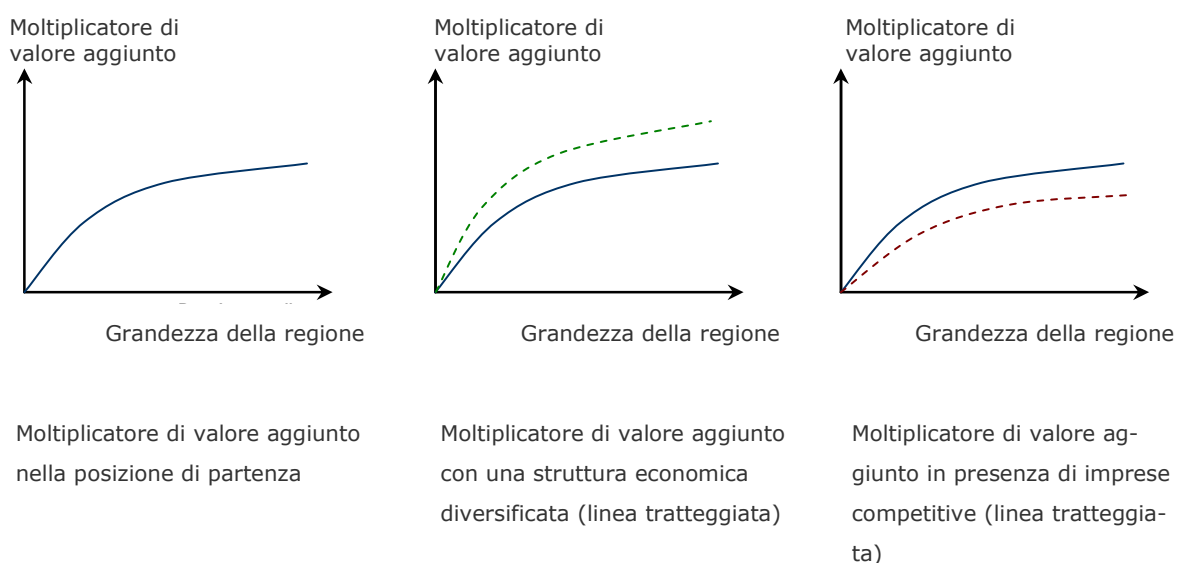 Moltiplicatore di
valore aggiunto
Grandezza della regione
Moltiplicatore di valore aggiunto
nella posizione di partenza
Moltiplicatore di
valore aggiunto
Grandezza della regione
Moltiplicatore di valore aggiunto
con una struttura economica
diversificata (linea tratteggiata)
Moltiplicatore di
valore aggiunto
Grandezza della regione
Moltiplicatore di valore ag-
giunto in presenza di imprese
competitive (linea tratteggia-
ta)